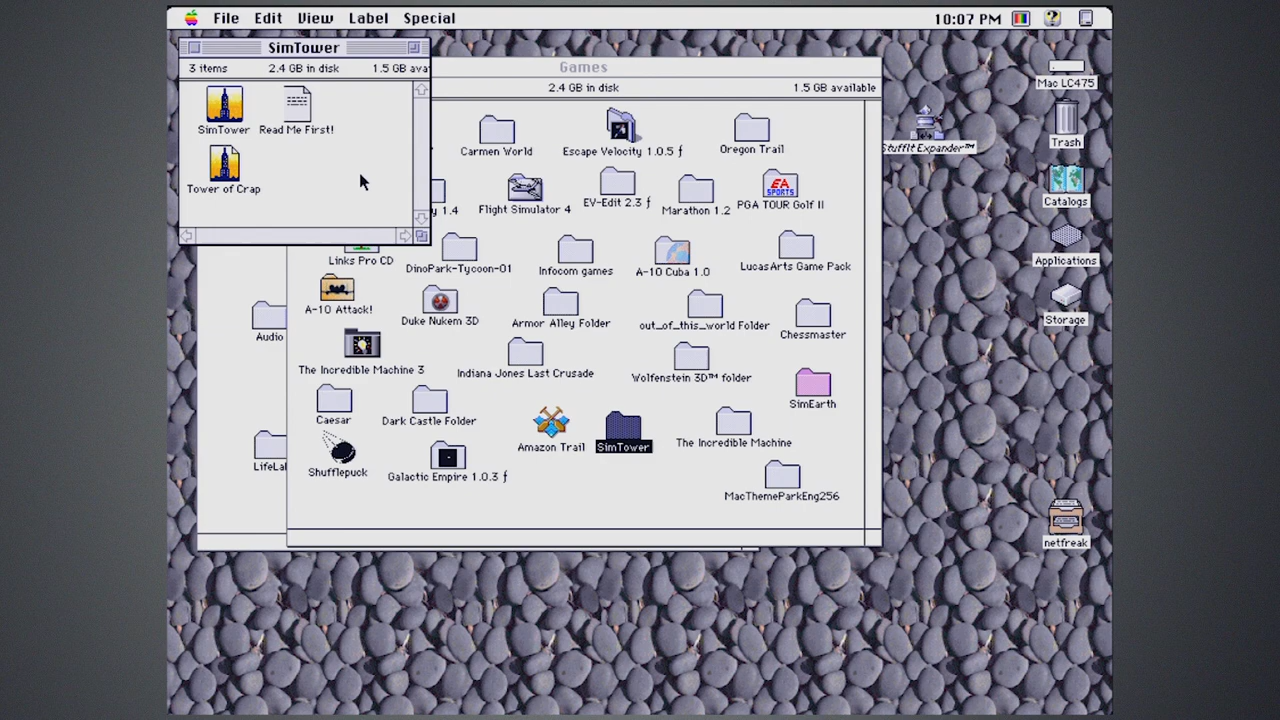 File Edit View Label Special 10:07 PM
SimTower
3 items 2.4 GB in disk 1.5 GB ava
SimTower Read Me First!
Tower of Crap
Games
2.4 GB in disk 1.5 GB available
Carmen World Escape Velocity 1.0.5 ƒ Oregon Trail
y 1.4 Flight Simulator 4 EV-Edit 2.3 ƒ Marathon 1.2 EA SPORTS PGA TOUR Golf II
Links Pro CD DinoPark-Tycoon-01 Infocom games A-10 Cuba 1.0 LucasArts Game Pack
A-10 Attack! Duke Nukem 3D Armor Alley Folder out_of_this_world Folder Chessmaster
The Incredible Machine 3 Indiana Jones Last Crusade Wolfenstein 3D™ folder
Caesar Dark Castle Folder Amazon Trail SimTower The Incredible Machine SimEarth
Shufflepuck Galactic Empire 1.0.3 ƒ MacThemeParkEng256
Audio
LifeLab
StuffIt Expander™
Mac LC475
Trash
Catalogs
Applications
Storage
netfreak